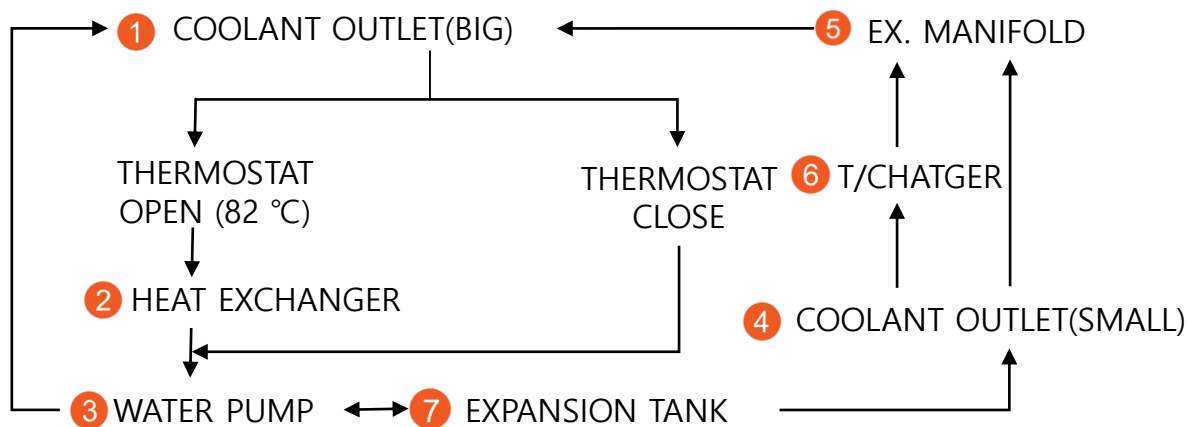 1 COOLANT OUTLET(BIG)
5 EX. MANIFOLD
THERMOSTAT
OPEN (82 ℃)
THERMOSTAT
CLOSE
6 T/CHATGER
2 HEAT EXCHANGER
4 COOLANT OUTLET(SMALL)
3 WATER PUMP
7 EXPANSION TANK